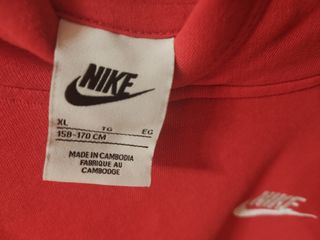 NIKE
XL
TG
EG
158-170 CM
MADE IN CAMBODIA
FABRIQUE AU
CAMBODGE
NIKE